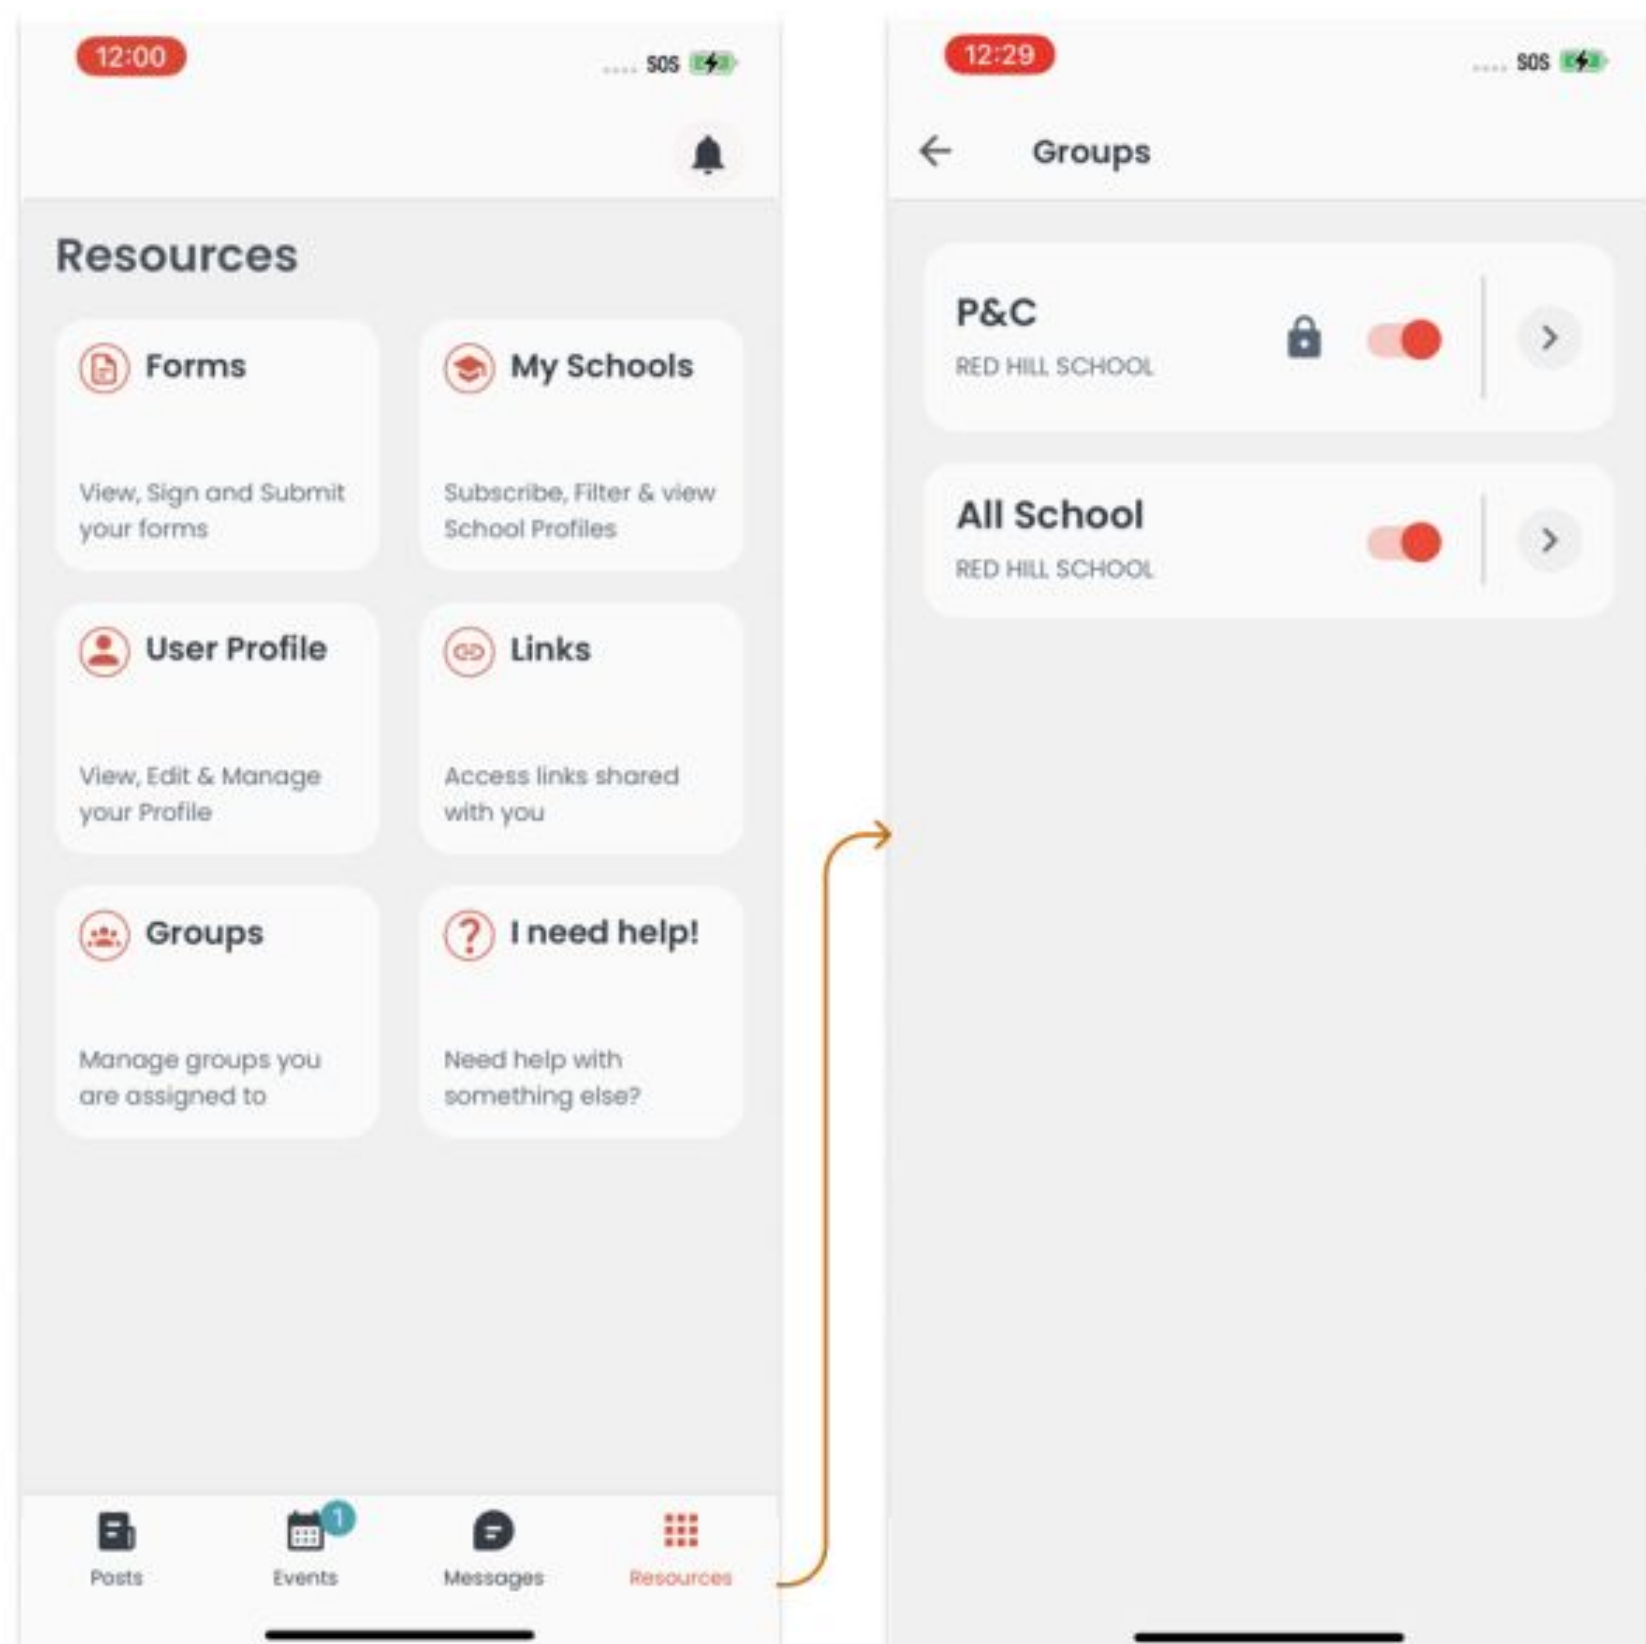 12:00
SOS
Resources
Forms
View, Sign and Submit
your forms
My Schools
Subscribe, Filter & view
School Profiles
User Profile
View, Edit & Manage
your Profile
Links
Access links shared
with you
Groups
Manage groups you
are assigned to
I need help!
Need help with
something else?
Posts
1
Events
Messages
Resources
12:29
SOS
Groups
P&C
RED HILL SCHOOL
All School
RED HILL SCHOOL